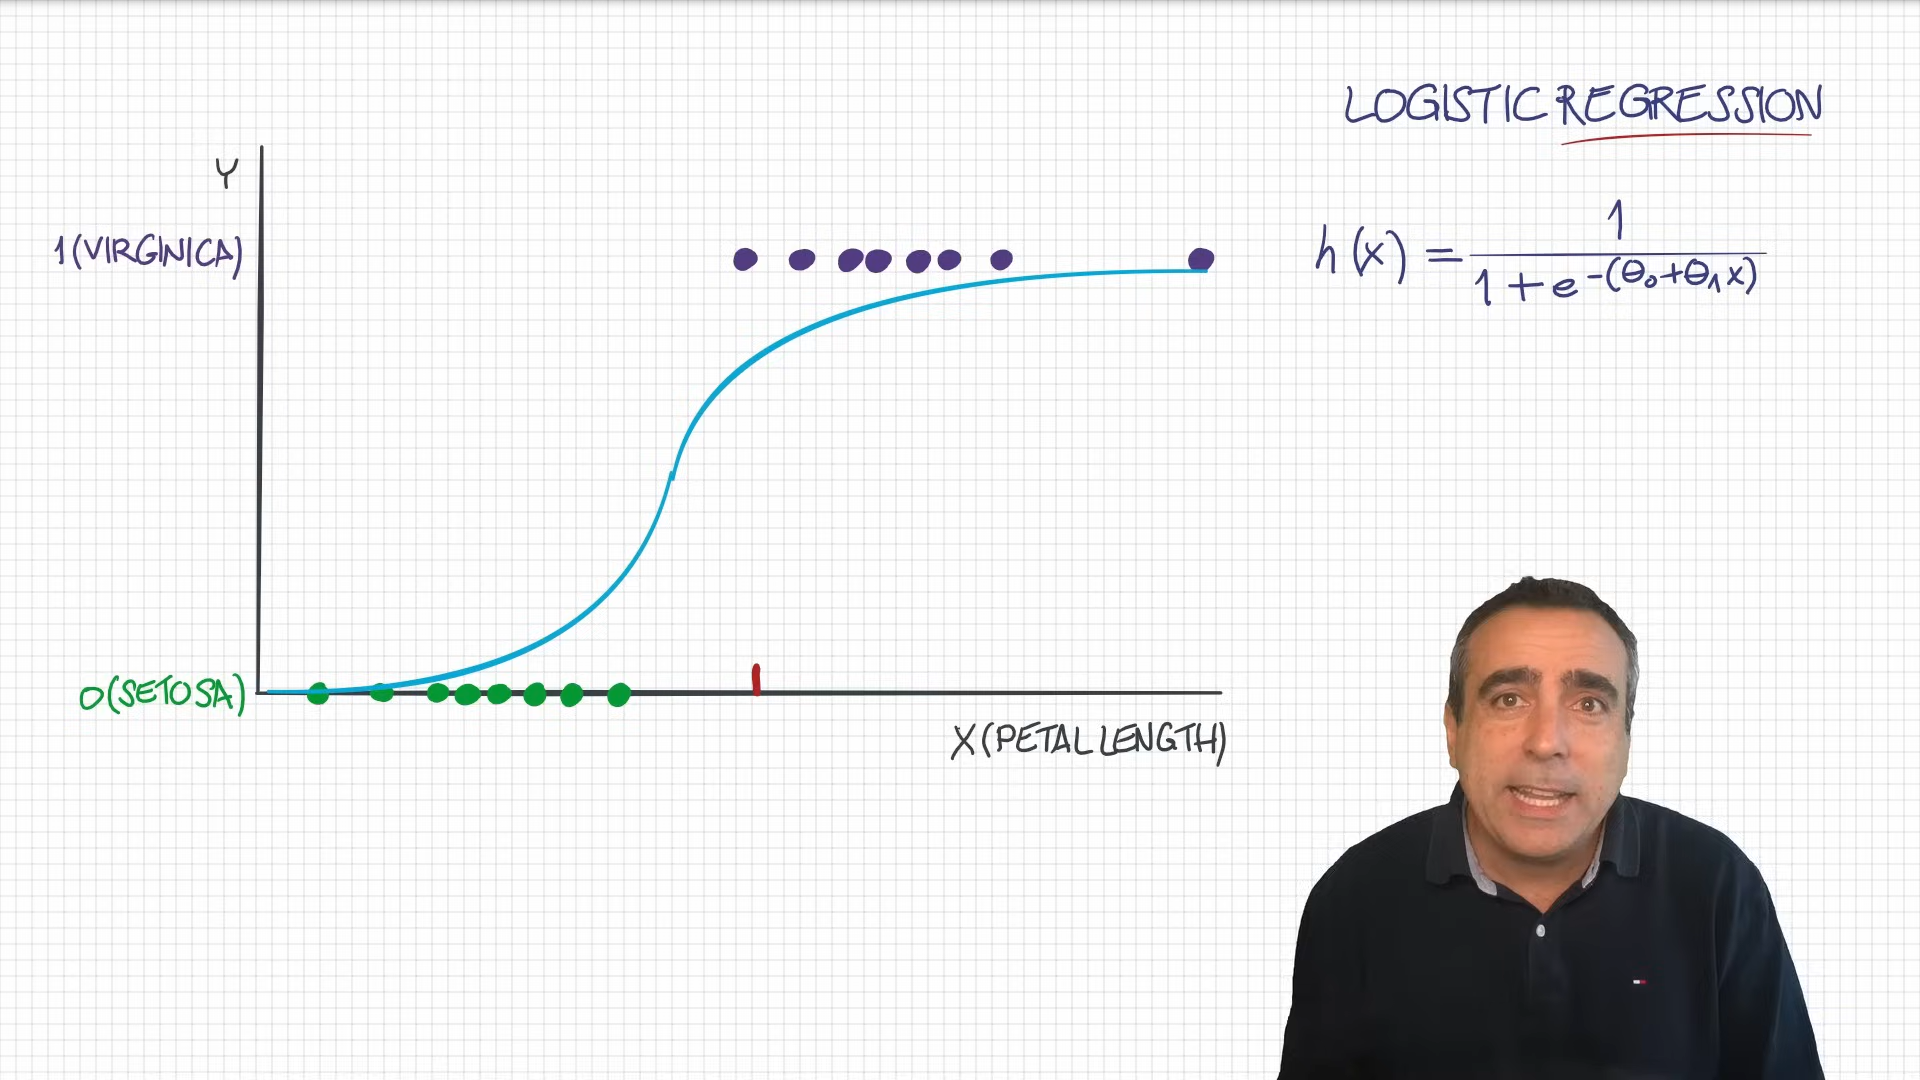 LOGISTIC REGRESSION
Y
1(VIRGINICA)
h(x) = 1 / (1 + e^-(θ₀+θ₁x))
0(SETOSA)
X(PETAL LENGTH)